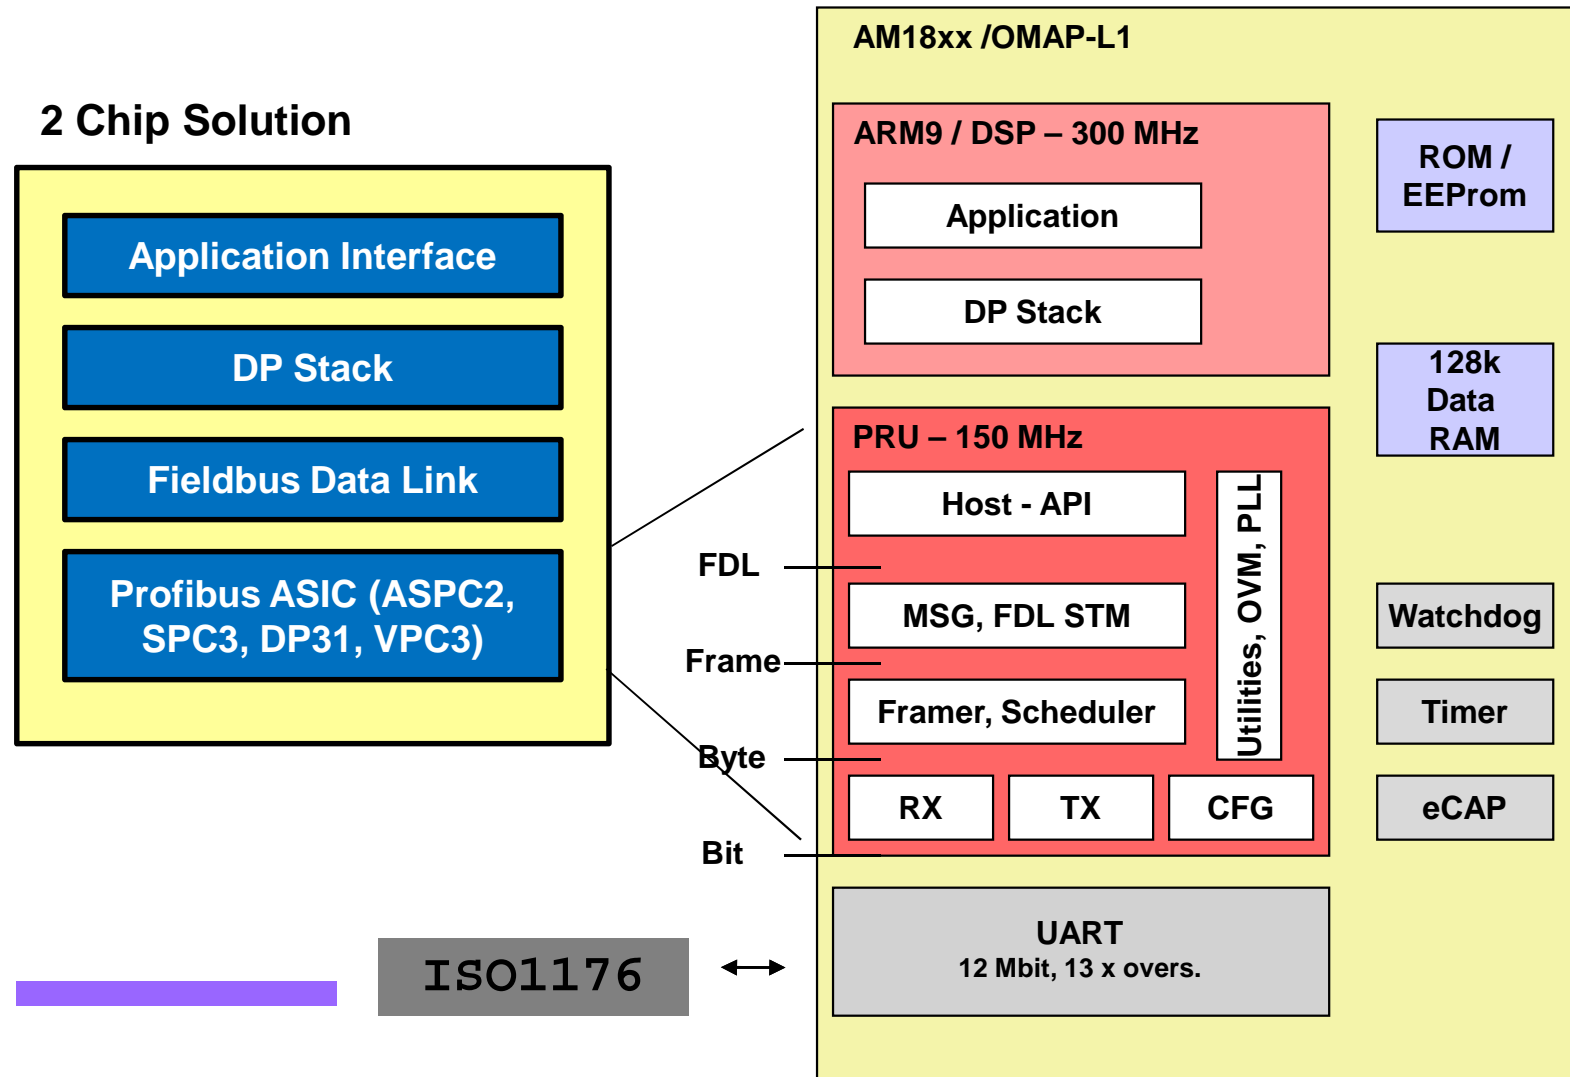 2 Chip Solution
Application Interface
DP Stack
Fieldbus Data Link
Profibus ASIC (ASPC2,
SPC3, DP31, VPC3)
AM18xx /OMAP-L1
ARM9 / DSP – 300 MHz
Application
DP Stack
PRU – 150 MHz
Host - API
MSG, FDL STM
Framer, Scheduler
RX
TX
CFG
Utilities, OVM, PLL
FDL
Frame
Byte
Bit
UART
12 Mbit, 13 x overs.
ISO1176
ROM /
EEProm
128k
Data
RAM
Watchdog
Timer
eCAP